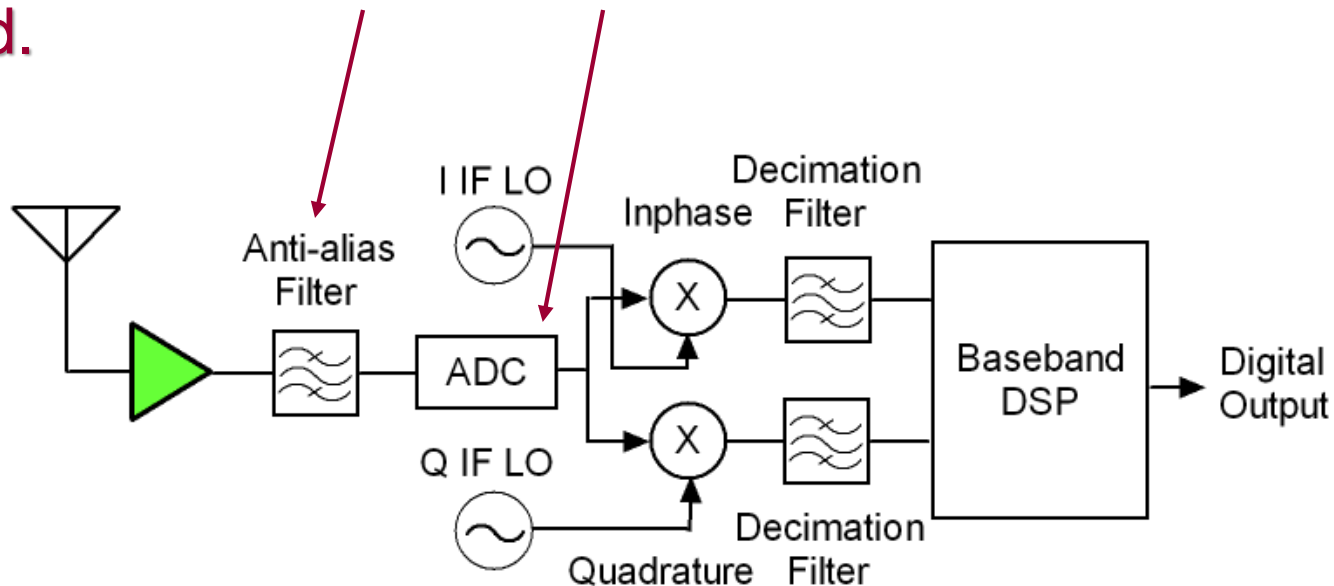 d.
I IF LO
Decimation
Filter
Inphase
Anti-alias
Filter
X
ADC
Baseband
DSP
Digital
Output
X
Q IF LO
Decimation
Filter
Quadrature